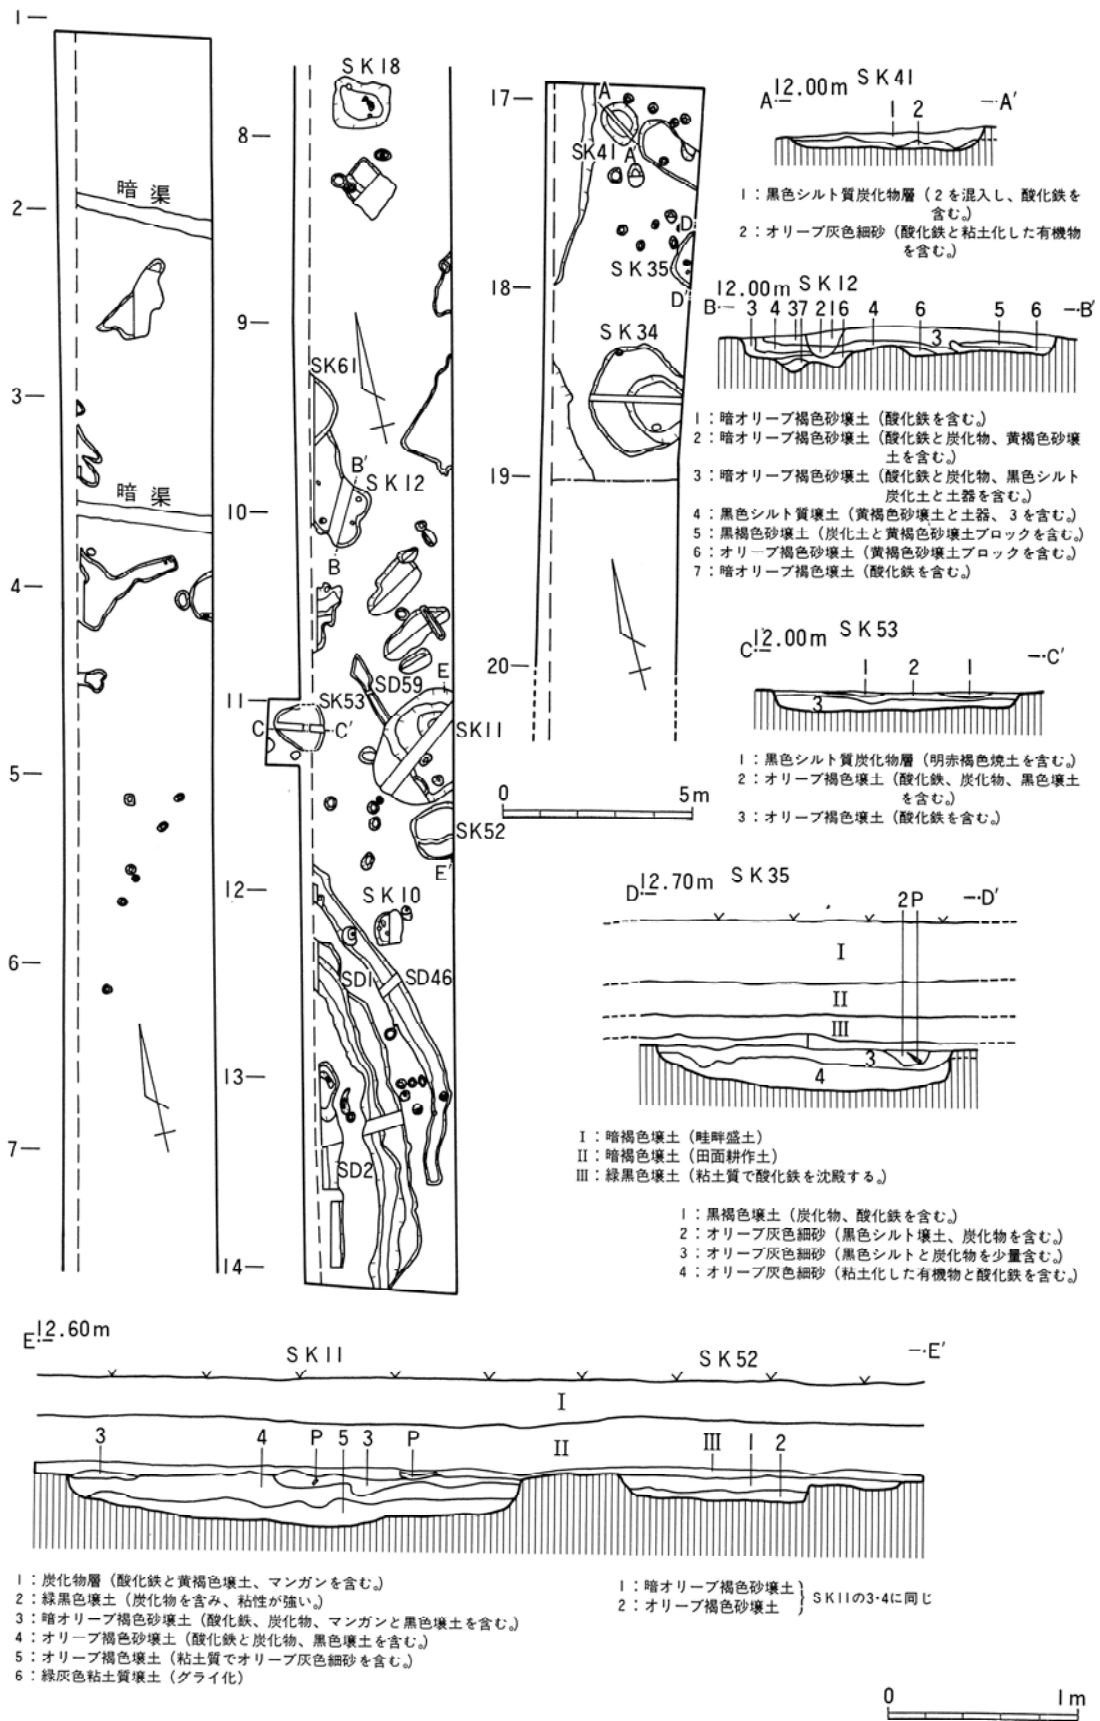 1
2
3
4
5
6
7
暗渠
暗渠
8
9
10
11
12
13
14
SK18
SK61
B'
SK12
B
SD59
E
SK53
C
C'
SK11
SK52
E'
SK10
SD1
SD46
SD2
17
18
19
20
A
SK41
A'
D
SK35
D'
SK34
0 5m
A 12.00m SK41 A'
1 2
1：黒色シルト質炭化物層（2を混入し、酸化鉄を
含む。）
2：オリーブ灰色細砂（酸化鉄と粘土化した有機物
を含む。）
12.00m SK12
B 3 4 37 2 1 6 4 6 5 6 B'
3
1：暗オリーブ褐色砂壌土（酸化鉄を含む。）
2：暗オリーブ褐色砂壌土（酸化鉄と炭化物、黄褐色砂壌
土を含む。）
3：暗オリーブ褐色砂壌土（酸化鉄と炭化物、黒色シルト
炭化土と土器を含む。）
4：黒色シルト質壌土（黄褐色砂壌土と土器、3を含む。）
5：黒褐色砂壌土（炭化土と黄褐色砂壌土ブロックを含む。）
6：オリーブ褐色砂壌土（黄褐色砂壌土ブロックを含む。）
7：暗オリーブ褐色壌土（酸化鉄を含む。）
C 12.00m SK53 C'
1 2 1
3
1：黒色シルト質炭化物層（明赤褐色焼土を含む。）
2：オリーブ褐色壌土（酸化鉄、炭化物、黒色壌土
を含む。）
3：オリーブ褐色壌土（酸化鉄を含む。）
D 12.70m SK35 D'
2P
I
II
III
3
4
I：暗褐色壌土（畦畔盛土）
II：暗褐色壌土（田面耕作土）
III：緑黒色壌土（粘土質で酸化鉄を沈殿する。）
1：黒褐色壌土（炭化物、酸化鉄を含む。）
2：オリーブ灰色細砂（黒色シルト壌土、炭化物を含む。）
3：オリーブ灰色細砂（黒色シルトと炭化物を少量含む。）
4：オリーブ灰色細砂（粘土化した有機物と酸化鉄を含む。）
E 12.60m
SK11 SK52 E'
I
II
3 4 P 5 3 P III 1 2
1：炭化物層（酸化鉄と黄褐色壌土、マンガンを含む。）
2：緑黒色壌土（炭化物を含み、粘性が強い。）
3：暗オリーブ褐色砂壌土（酸化鉄、炭化物、マンガンと黒色壌土を含む。）
4：オリーブ褐色砂壌土（酸化鉄と炭化物、黒色壌土を含む。）
5：オリーブ褐色壌土（粘土質でオリーブ灰色細砂を含む。）
6：緑灰色粘土質壌土（グライ化）
1：暗オリーブ褐色砂壌土
2：オリーブ褐色砂壌土
SK11の3・4に同じ
0 1m